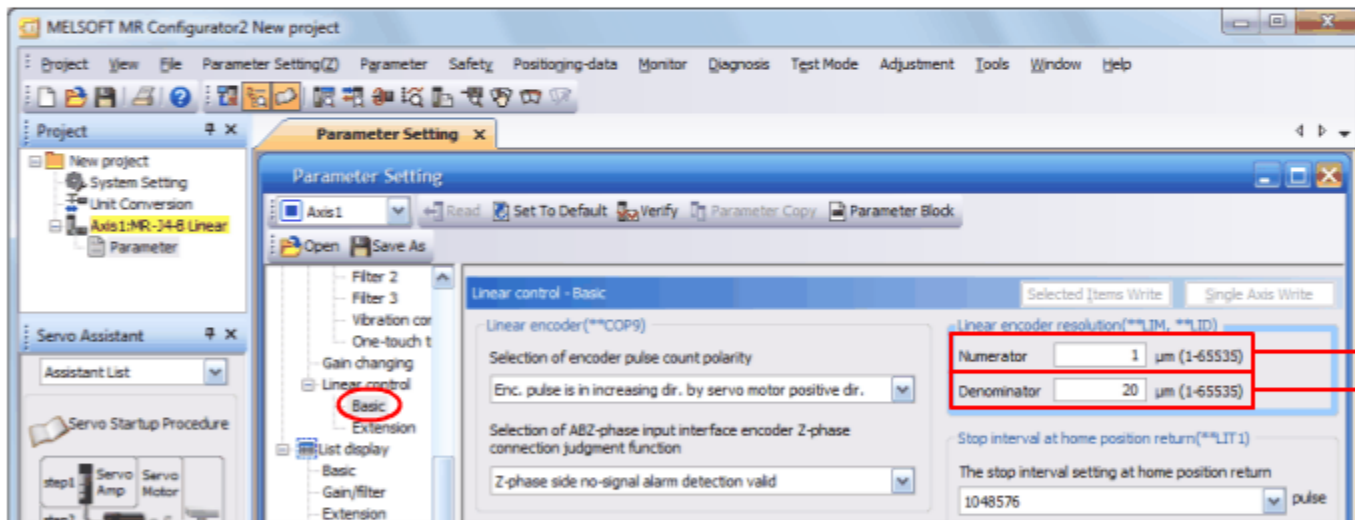 MELSOFT MR Configurator2 New project
Project View File Parameter Setting(Z) Parameter Safety Positioning-data Monitor Diagnosis Test Mode Adjustment Tools Window Help
Project
New project
System Setting
Unit Conversion
Axis1:MR-J4-B Linear
Parameter
Servo Assistant
Assistant List
Servo Startup Procedure
step1 Servo Amp Servo Motor
Parameter Setting
Parameter Setting
Axis1 Read Set To Default Verify Parameter Copy Parameter Block
Open Save As
Filter 2
Filter 3
Vibration cor
One-touch t
Gain changing
Linear control
Basic
Extension
List display
Basic
Gain/filter
Extension
Linear control - Basic Selected Items Write Single Axis Write
Linear encoder(**COP9)
Selection of encoder pulse count polarity
Enc. pulse is in increasing dir. by servo motor positive dir.
Selection of ABZ-phase input interface encoder Z-phase
connection judgment function
Z-phase side no-signal alarm detection valid
Linear encoder resolution(**LIM, **LID)
Numerator 1 μm (1-65535)
Denominator 20 μm (1-65535)
Stop interval at home position return(**LIT1)
The stop interval setting at home position return
1048576 pulse